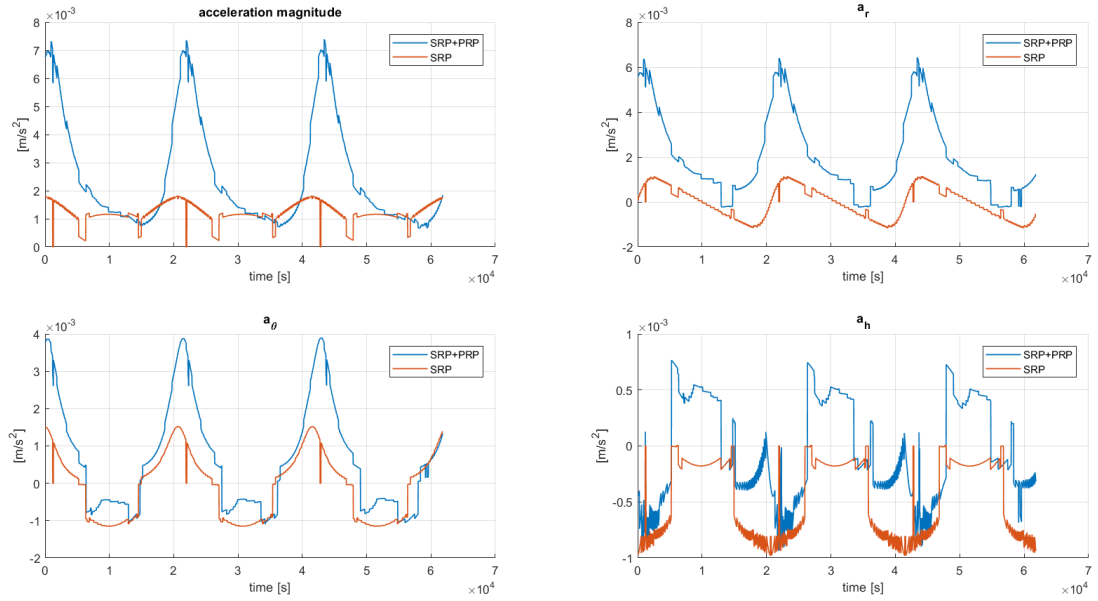 acceleration magnitude
×10⁻³
8
7
6
5
4
3
2
1
0
[m/s²]
0 1 2 3 4 5 6 7
time [s]
×10⁴
SRP+PRP
SRP
a_r
×10⁻³
8
6
4
2
0
-2
[m/s²]
0 1 2 3 4 5 6 7
time [s]
×10⁴
SRP+PRP
SRP
a_θ
×10⁻³
4
3
2
1
0
-1
-2
[m/s²]
0 1 2 3 4 5 6 7
time [s]
×10⁴
SRP+PRP
SRP
a_h
×10⁻³
1
0.5
0
-0.5
-1
[m/s²]
0 1 2 3 4 5 6 7
time [s]
×10⁴
SRP+PRP
SRP